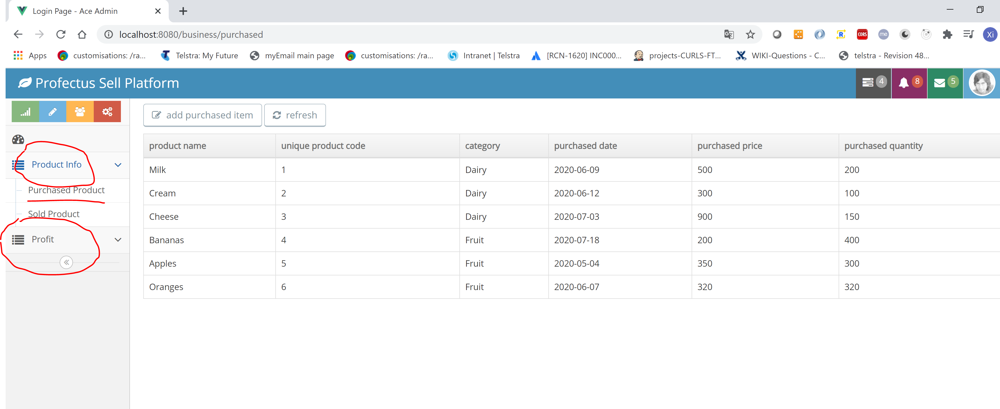 Login Page - Ace Admin
localhost:8080/business/purchased
CORS
me
R
Xi
Apps customisations: /ra... Telstra: My Future myEmail main page customisations: /ra... Intranet | Telstra [RCN-1620] INC000... projects-CURLS-FT... WIKI-Questions - C... telstra - Revision 48...
Profectus Sell Platform 4 8 5
add purchased item refresh
Product Info
Purchased Product
Sold Product
Profit
product name unique product code category purchased date purchased price purchased quantity
Milk 1 Dairy 2020-06-09 500 200
Cream 2 Dairy 2020-06-12 300 100
Cheese 3 Dairy 2020-07-03 900 150
Bananas 4 Fruit 2020-07-18 200 400
Apples 5 Fruit 2020-05-04 350 300
Oranges 6 Fruit 2020-06-07 320 320